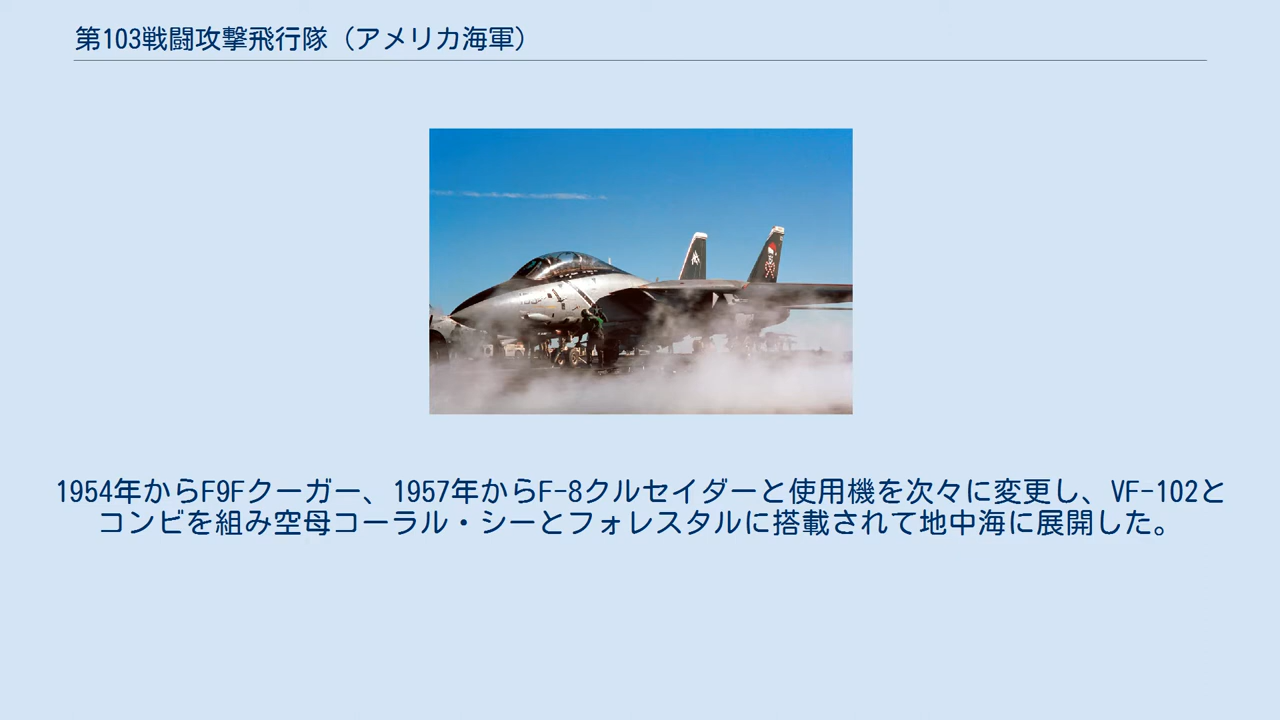 第103戦闘攻撃飛行隊（アメリカ海軍）
1954年からF9Fクーガー、1957年からF-8クルセイダーと使用機を次々に変更し、VF-102と
コンビを組み空母コーラル・シーとフォレスタルに搭載されて地中海に展開した。